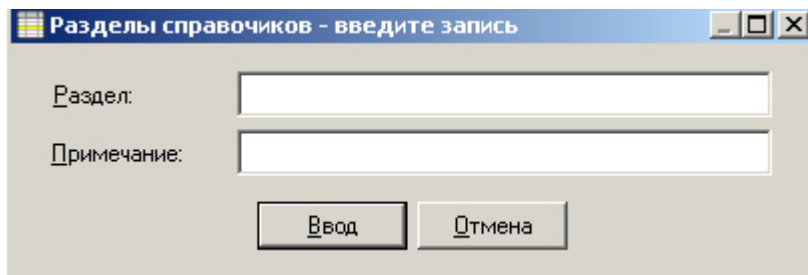 Разделы справочиков - введите запись
Раздел:
Примечание:
Ввод Отмена